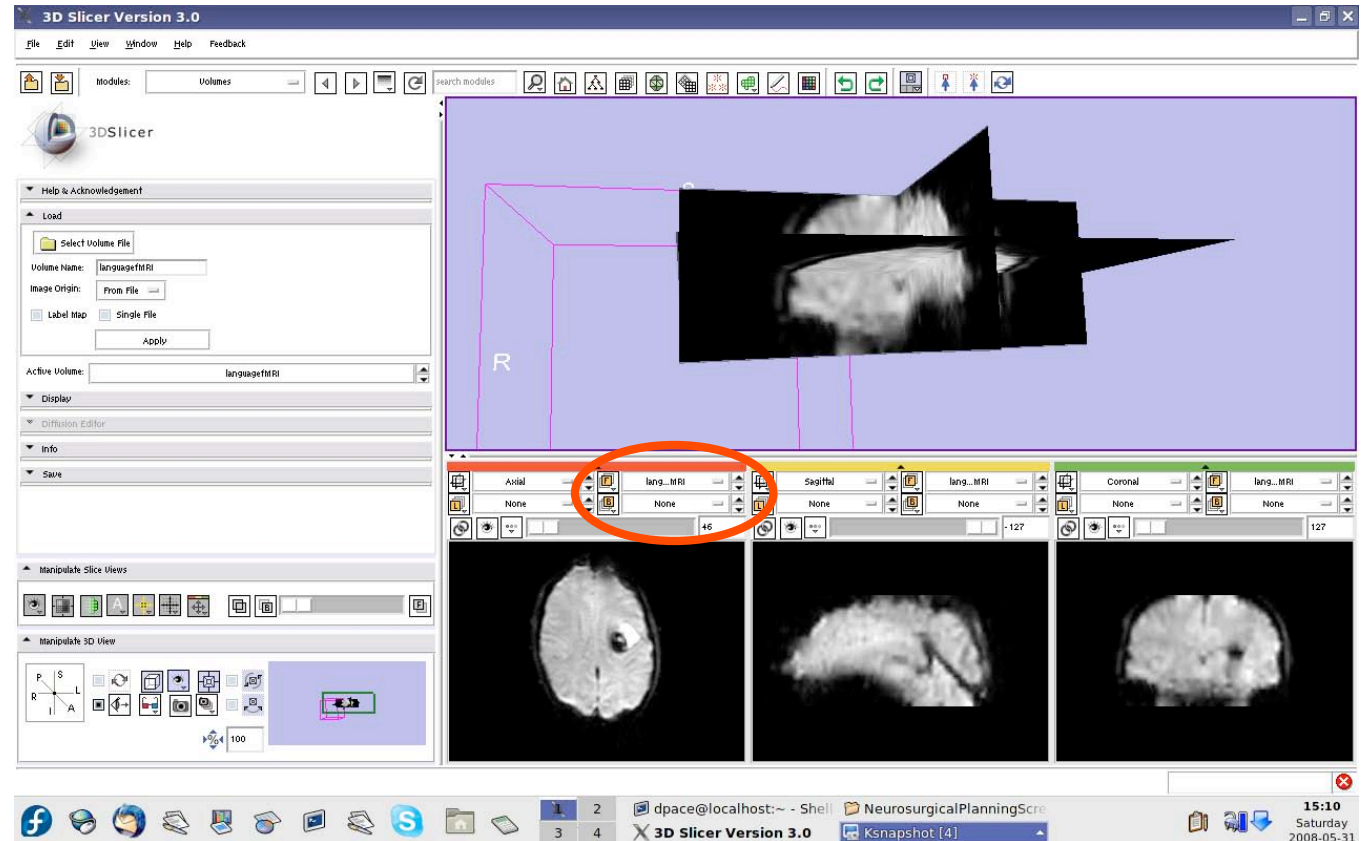 3D Slicer Version 3.0
File Edit View Window Help Feedback
Modules: Volumes search modules
3DSlicer
Help & Acknowledgement
Load
Select Volume File
Volume Name: languagefMRI
Image Origin: From File
Label Map Single File
Apply
Active Volume: languagefMRI
Display
Diffusion Editor
Info
Save
Manipulate Slice Views
Manipulate 3D View
P S
R L
I A
100
R
Axial lang...MRI Sagittal lang...MRI Coronal lang...MRI
None None None None None None
46 -127 127
1 2 dpace@localhost:~ - Shell NeurosurgicalPlanningScre
3 4 3D Slicer Version 3.0 Ksnapshot [4]
15:10
Saturday
2008-05-31